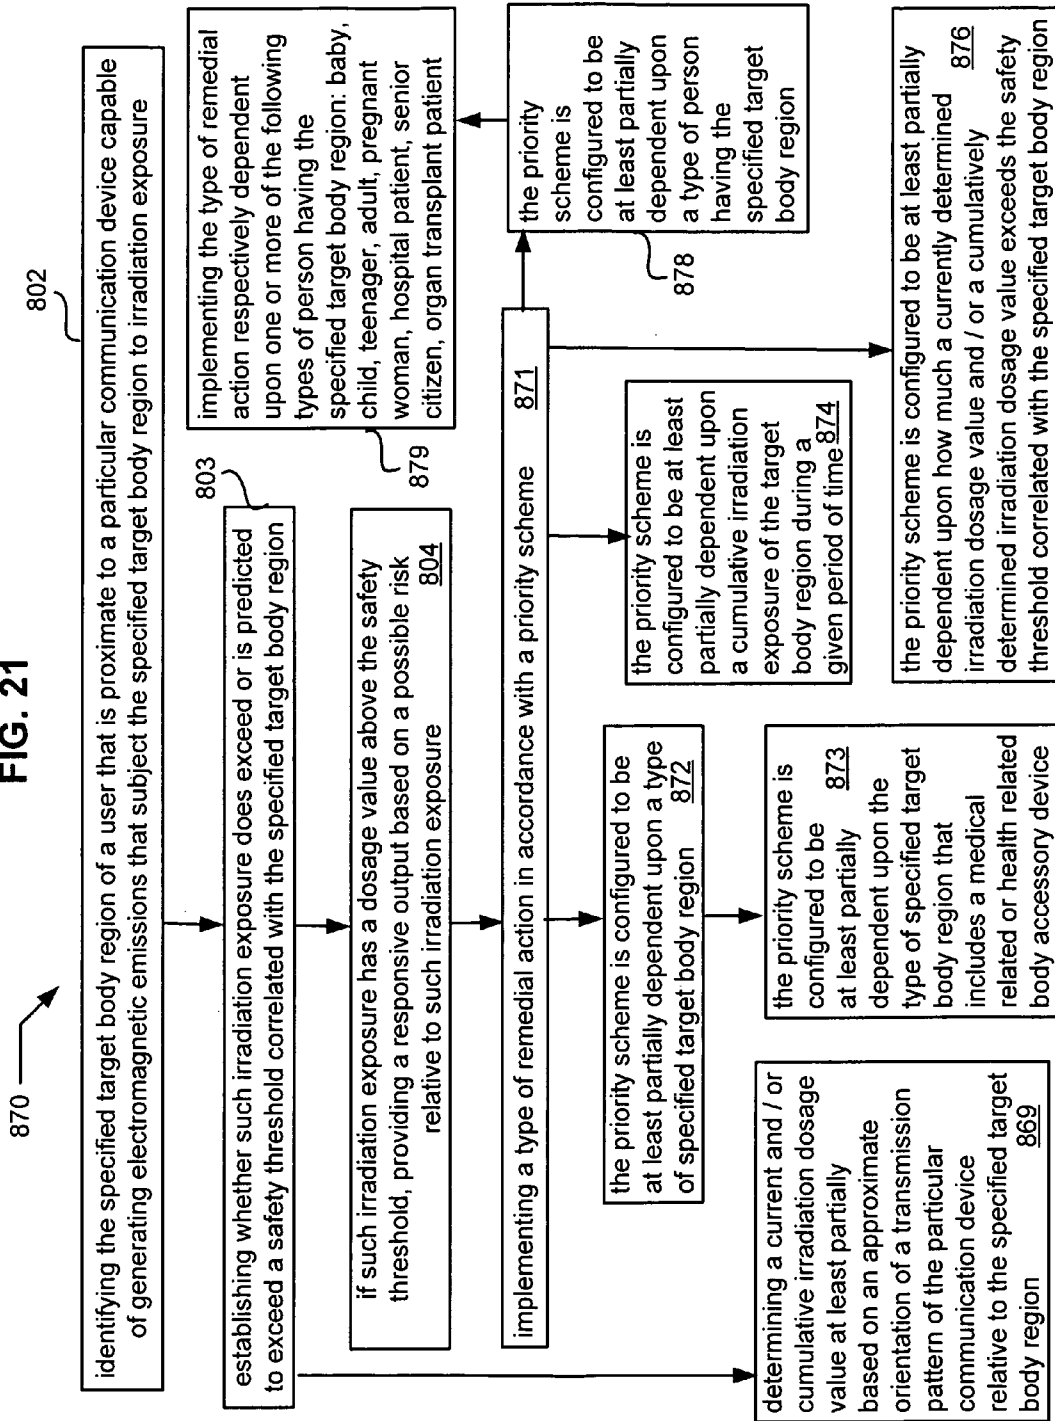 FIG. 21
870
802
identifying the specified target body region of a user that is proximate to a particular communication device capable
of generating electromagnetic emissions that subject the specified target body region to irradiation exposure
803
establishing whether such irradiation exposure does exceed or is predicted
to exceed a safety threshold correlated with the specified target body region
if such irradiation exposure has a dosage value above the safety
threshold, providing a responsive output based on a possible risk
relative to such irradiation exposure 804
implementing a type of remedial action in accordance with a priority scheme 871
879
implementing the type of remedial
action respectively dependent
upon one or more of the following
types of person having the
specified target body region: baby,
child, teenager, adult, pregnant
woman, hospital patient, senior
citizen, organ transplant patient
the priority
scheme is
configured to be
at least partially
dependent upon
a type of person
having the
specified target
body region
878
the priority scheme is configured to be
at least partially dependent upon a type
of specified target body region 872
the priority scheme is
configured to be at least
partially dependent upon
a cumulative irradiation
exposure of the target
body region during a
given period of time 874
determining a current and / or
cumulative irradiation dosage
value at least partially
based on an approximate
orientation of a transmission
pattern of the particular
communication device
relative to the specified target
body region 869
the priority scheme is
configured to be 873
at least partially
dependent upon the
type of specified target
body region that
includes a medical
related or health related
body accessory device
the priority scheme is configured to be at least partially
dependent upon how much a currently determined
irradiation dosage value and / or a cumulatively 876
determined irradiation dosage value exceeds the safety
threshold correlated with the specified target body region